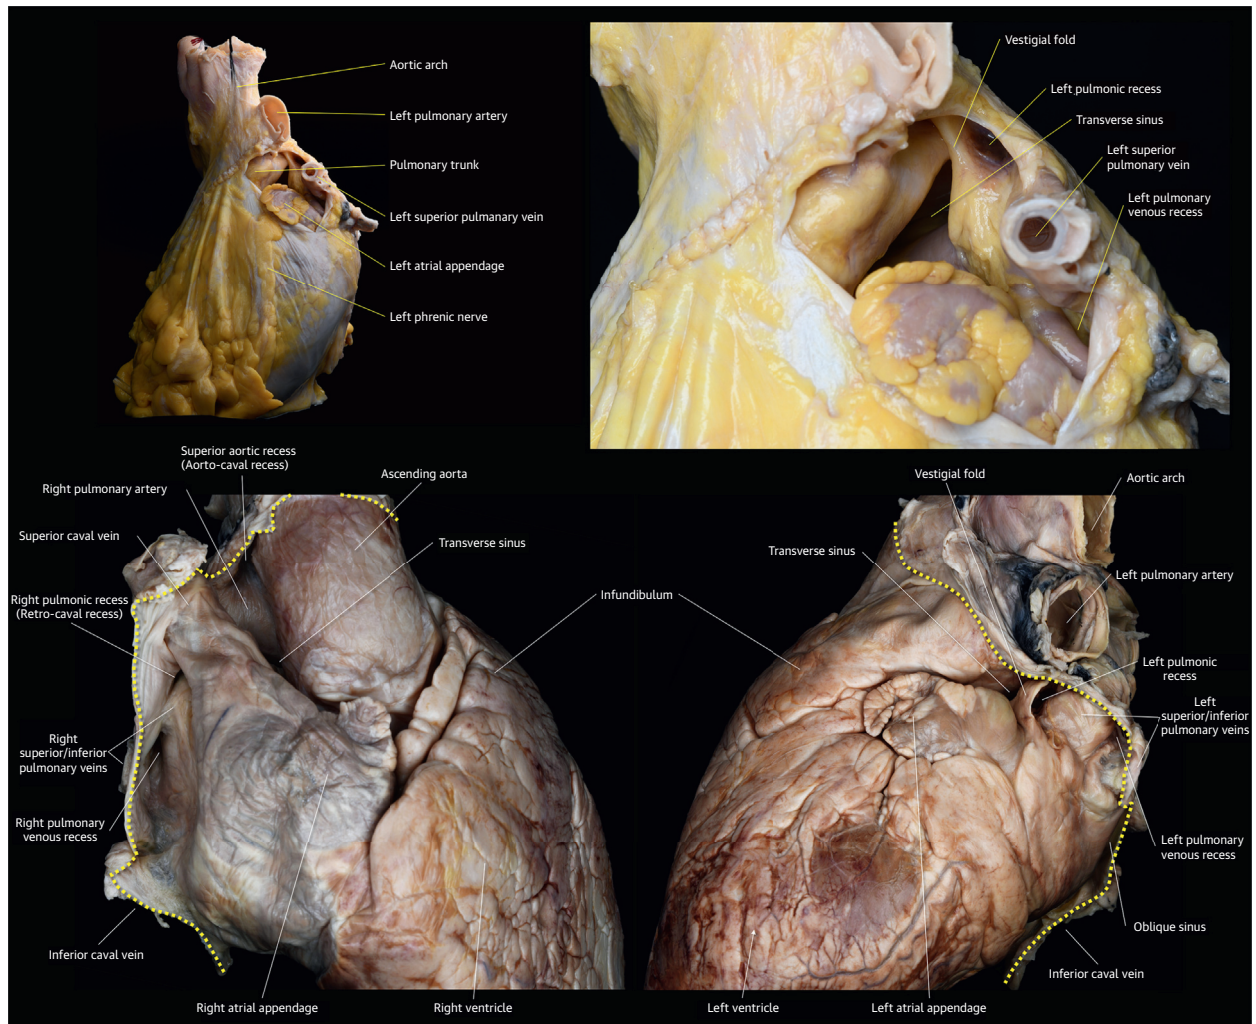 Aortic arch
Left pulmonary artery
Pulmonary trunk
Left superior pulmanary vein
Left atrial appendage
Left phrenic nerve
Vestigial fold
Left pulmonic recess
Transverse sinus
Left superior
pulmonary vein
Left pulmonary
venous recess
Superior aortic recess
(Aorto-caval recess)
Right pulmonary artery
Ascending aorta
Superior caval vein
Transverse sinus
Right pulmonic recess
(Retro-caval recess)
Infundibulum
Right
superior/inferior
pulmonary veins
Right pulmonary
venous recess
Inferior caval vein
Right atrial appendage
Right ventricle
Vestigial fold
Aortic arch
Transverse sinus
Left pulmonary artery
Left pulmonic
recess
Left
superior/inferior
pulmonary veins
Left pulmonary
venous recess
Oblique sinus
Inferior caval vein
Left ventricle
Left atrial appendage